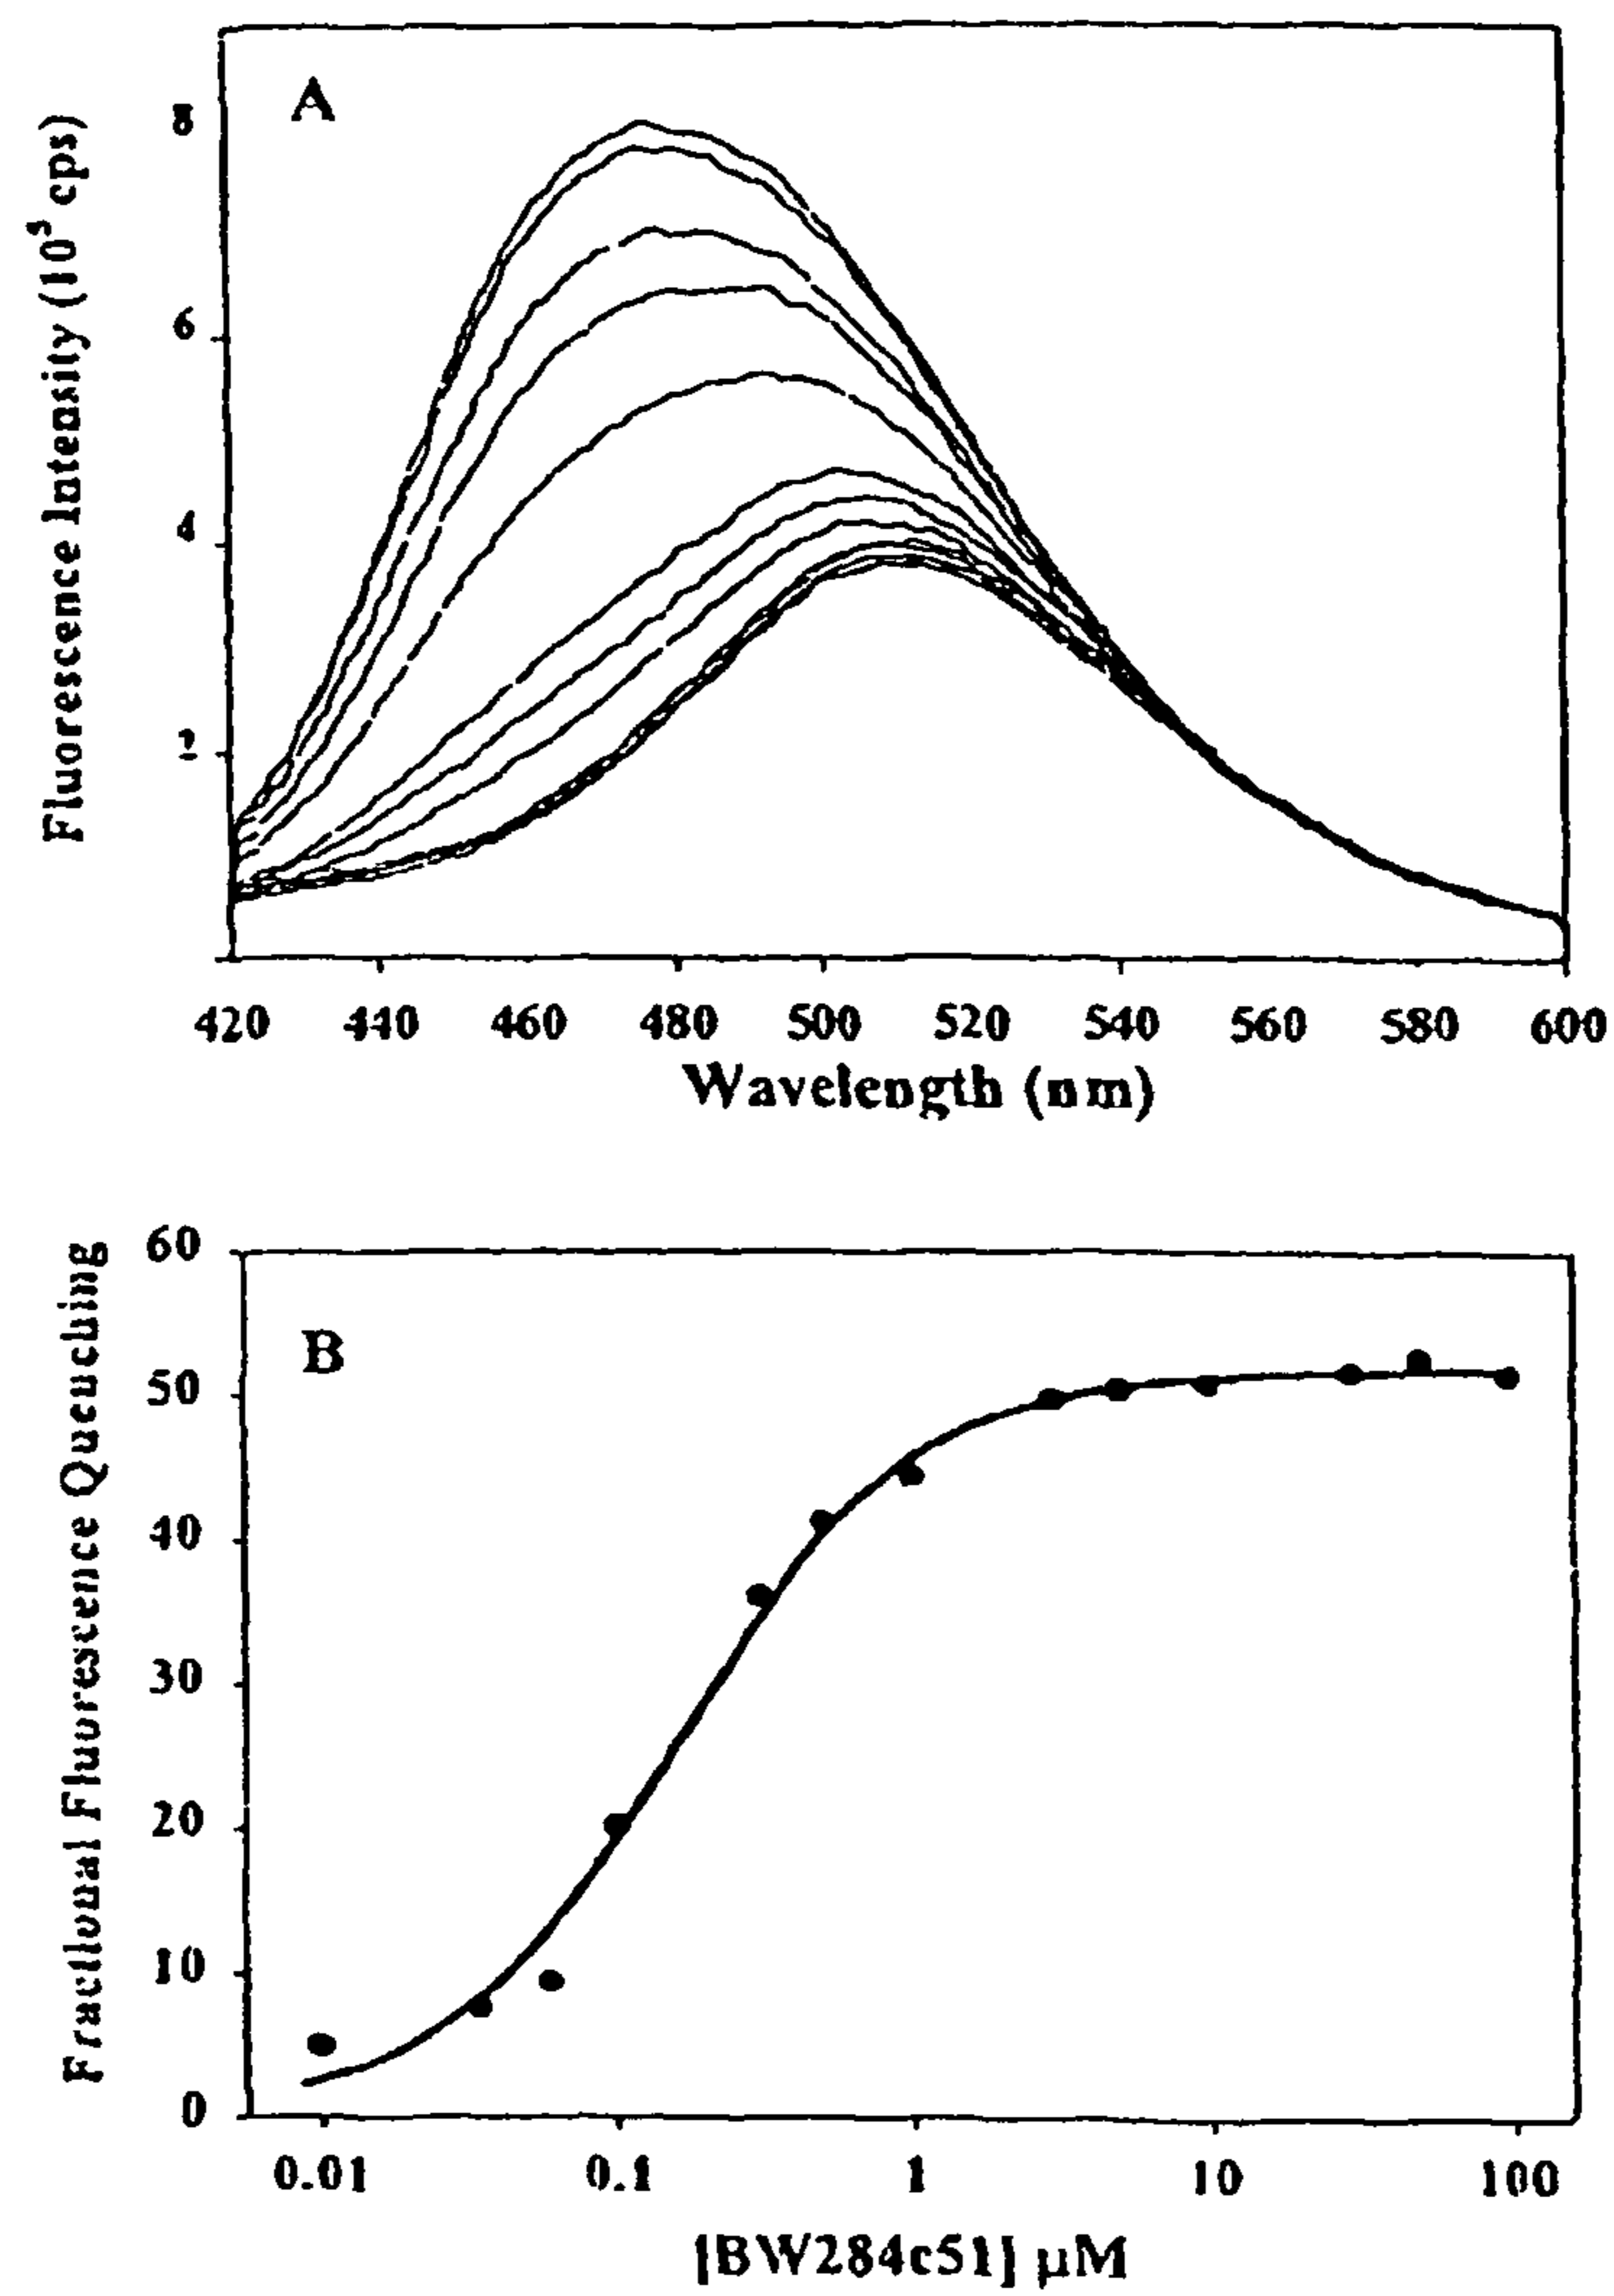 A
Fluorescence Intensity (10⁵ cps)
8
6
4
2
420 440 460 480 500 520 540 560 580 600
Wavelength (nm)
B
Fractional Fluorescence Quenching
60
50
40
30
20
10
0
0.01 0.1 1 10 100
[BW284c51] µM